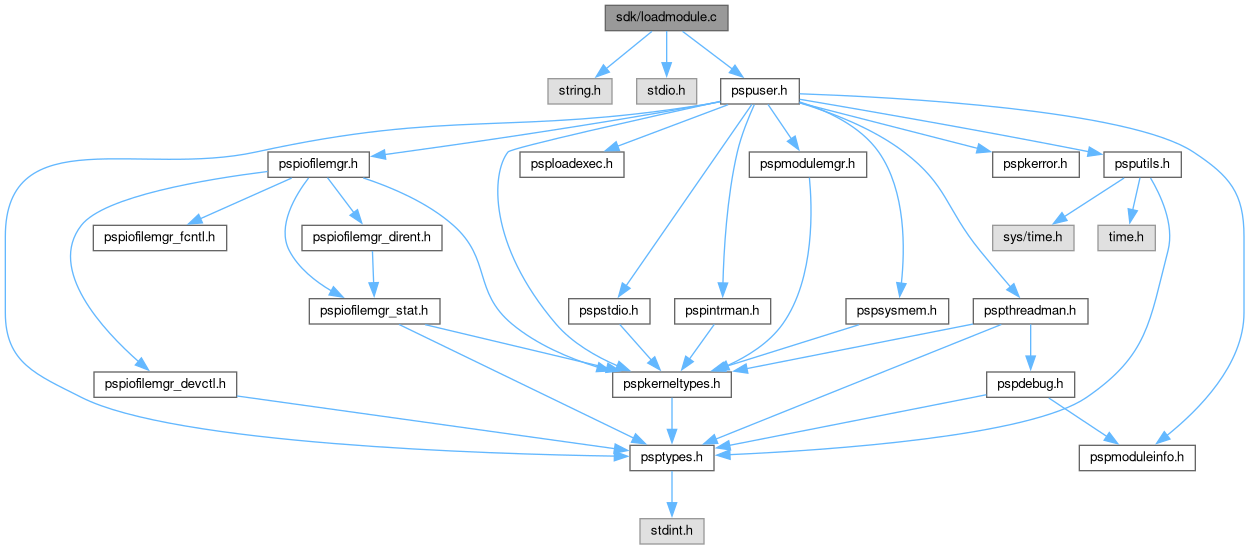 sdk/loadmodule.c
string.h
stdio.h
pspuser.h
pspiofilemgr.h
psploadexec.h
pspmodulemgr.h
pspkerror.h
psputils.h
pspiofilemgr_fcntl.h
pspiofilemgr_dirent.h
sys/time.h
time.h
pspiofilemgr_stat.h
pspstdio.h
pspintrman.h
pspsysmem.h
pspthreadman.h
pspiofilemgr_devctl.h
pspkerneltypes.h
pspdebug.h
psptypes.h
pspmoduleinfo.h
stdint.h